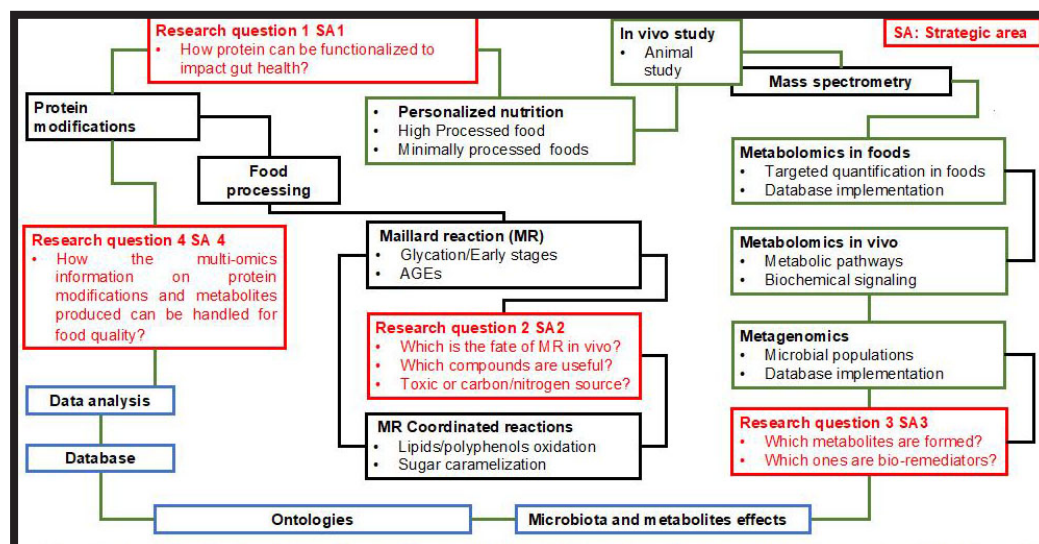 Research question 1 SA1
• How protein can be functionalized to
impact gut health?
In vivo study
• Animal
study
SA: Strategic area
Mass spectrometry
Protein
modifications
• Personalized nutrition
• High Processed food
• Minimally processed foods
Food
processing
Metabolomics in foods
• Targeted quantification in foods
• Database implementation
Maillard reaction (MR)
• Glycation/Early stages
• AGEs
Research question 4 SA 4
• How the multi-omics
information on protein
modifications and metabolites
produced can be handled for
food quality?
Metabolomics in vivo
• Metabolic pathways
• Biochemical signaling
Research question 2 SA2
• Which is the fate of MR in vivo?
• Which compounds are useful?
• Toxic or carbon/nitrogen source?
Metagenomics
• Microbial populations
• Database implementation
Data analysis
MR Coordinated reactions
• Lipids/polyphenols oxidation
• Sugar caramelization
Research question 3 SA3
• Which metabolites are formed?
• Which ones are bio-remediators?
Database
Ontologies
Microbiota and metabolites effects